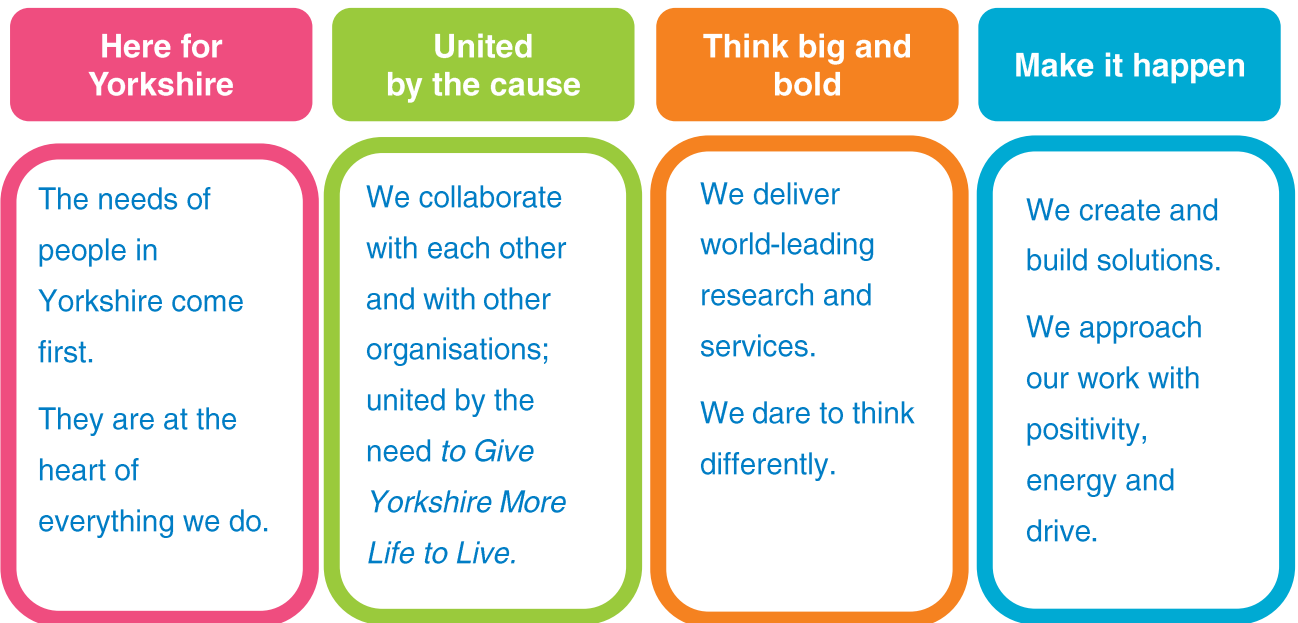 Here for
Yorkshire
The needs of
people in
Yorkshire come
first.
They are at the
heart of
everything we do.
United
by the cause
We collaborate
with each other
and with other
organisations;
united by the
need to Give
Yorkshire More
Life to Live.
Think big and
bold
We deliver
world-leading
research and
services.
We dare to think
differently.
Make it happen
We create and
build solutions.
We approach
our work with
positivity,
energy and
drive.